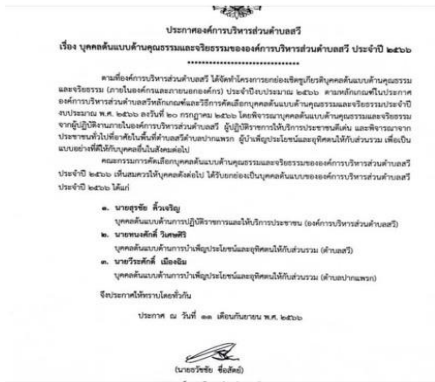 ประกาศองค์การบริหารส่วนตำบลสวี
เรื่อง บุคคลต้นแบบด้านคุณธรรมและจริยธรรมขององค์การบริหารส่วนตำบลสวี ประจำปี ๒๕๖๖
******************************
ตามที่องค์การบริหารส่วนตำบลสวี ได้จัดทำโครงการยกย่องเชิดชูเกียรติบุคคลต้นแบบด้านคุณธรรม
และจริยธรรม (ภายในองค์กรและภายนอกองค์กร) ประจำปีงบประมาณ ๒๕๖๖ ตามหลักเกณฑ์ในประกาศ
องค์การบริหารส่วนตำบลสวีหลักเกณฑ์และวิธีการคัดเลือกบุคคลต้นแบบด้านคุณธรรมและจริยธรรมประจำปี
งบประมาณ พ.ศ. ๒๕๖๖ ลงวันที่ ๒๐ กรกฎาคม ๒๕๖๖ โดยพิจารณาบุคคลต้นแบบด้านคุณธรรมและจริยธรรม
จากผู้ปฏิบัติงานภายในองค์การบริหารส่วนตำบลสวี ผู้ปฏิบัติราชการให้บริการประชาชนดีเด่น และพิจารณาจาก
ประชาชนทั่วไปที่อาศัยในพื้นที่ตำบลสวีตำบลปากแพรก ผู้บำเพ็ญประโยชน์และอุทิศตนให้กับส่วนรวม เพื่อเป็น
แบบอย่างที่ดีให้กับบุคคลอื่นในสังคมต่อไป
คณะกรรมการคัดเลือกบุคคลต้นแบบด้านคุณธรรมและจริยธรรมขององค์การบริหารส่วนตำบลสวี
ประจำปี ๒๕๖๖ เห็นสมควรให้บุคคลดังต่อไป ได้รับยกย่องเป็นบุคคลต้นแบบขององค์การบริหารส่วนตำบลสวี
ประจำปี ๒๕๖๖ ได้แก่
๑. นายสุรชัย ติ้วเจริญ
บุคคลต้นแบบด้านการปฏิบัติราชการและให้บริการประชาชน (องค์การบริหารส่วนตำบลสวี)
๒. นายทนงศักดิ์ วิเศษศิริ
บุคคลต้นแบบด้านการบำเพ็ญประโยชน์และอุทิศตนให้กับส่วนรวม (ตำบลสวี)
๓. นายวีระศักดิ์ เมืองฉิม
บุคคลต้นแบบด้านการบำเพ็ญประโยชน์และอุทิศตนให้กับส่วนรวม (ตำบลปากแพรก)
จึงประกาศให้ทราบโดยทั่วกัน
ประกาศ ณ วันที่ ๑๑ เดือนกันยายน พ.ศ. ๒๕๖๖
(นายธวัชชัย ซื่อสัตย์)